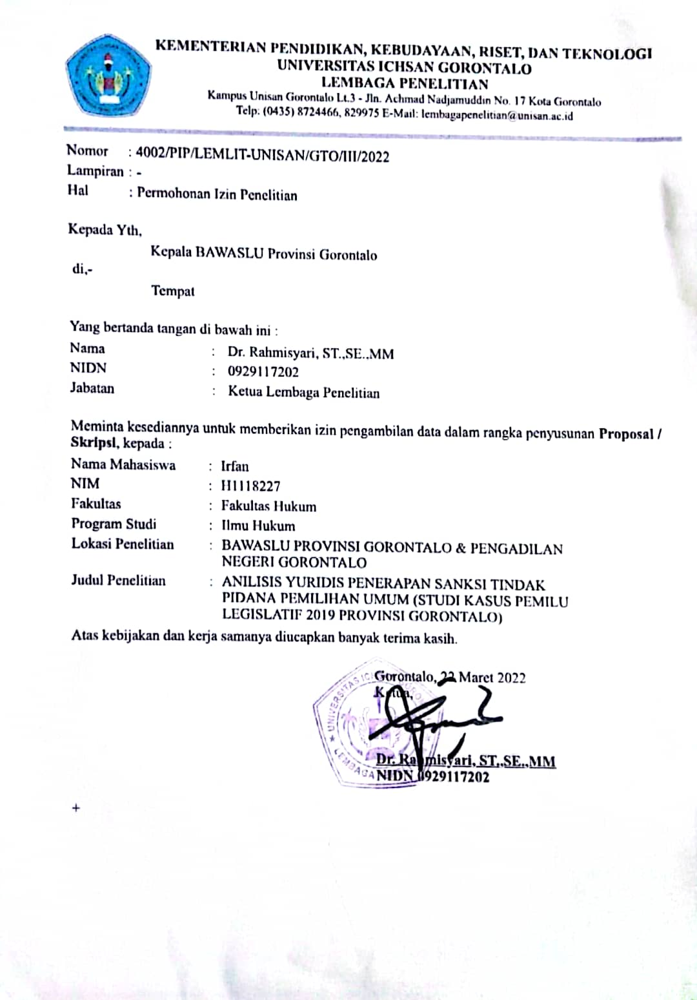 KEMENTERIAN PENDIDIKAN, KEBUDAYAAN, RISET, DAN TEKNOLOGI
UNIVERSITAS ICHSAN GORONTALO
LEMBAGA PENELITIAN
Kampus Unisan Gorontalo Lt.3 - Jln. Achmad Nadjamuddin No. 17 Kota Gorontalo
Telp: (0435) 8724466, 829975 E-Mail: lembagapenelitian@unisan.ac.id
Nomor : 4002/PIP/LEMLIT-UNISAN/GTO/III/2022
Lampiran : -
Hal : Permohonan Izin Penelitian
Kepada Yth,
Kepala BAWASLU Provinsi Gorontalo
di,-
Tempat
Yang bertanda tangan di bawah ini :
Nama : Dr. Rahmisyari, ST.,SE.,MM
NIDN : 0929117202
Jabatan : Ketua Lembaga Penelitian
Meminta kesediannya untuk memberikan izin pengambilan data dalam rangka penyusunan Proposal /
Skripsi, kepada :
Nama Mahasiswa : Irfan
NIM : H1118227
Fakultas : Fakultas Hukum
Program Studi : Ilmu Hukum
Lokasi Penelitian : BAWASLU PROVINSI GORONTALO & PENGADILAN
NEGERI GORONTALO
Judul Penelitian : ANILISIS YURIDIS PENERAPAN SANKSI TINDAK
PIDANA PEMILIHAN UMUM (STUDI KASUS PEMILU
LEGISLATIF 2019 PROVINSI GORONTALO)
Atas kebijakan dan kerja samanya diucapkan banyak terima kasih.
Gorontalo, 22 Maret 2022
Ketua,
Dr. Rahmisyari, ST.,SE.,MM
NIDN 0929117202
+